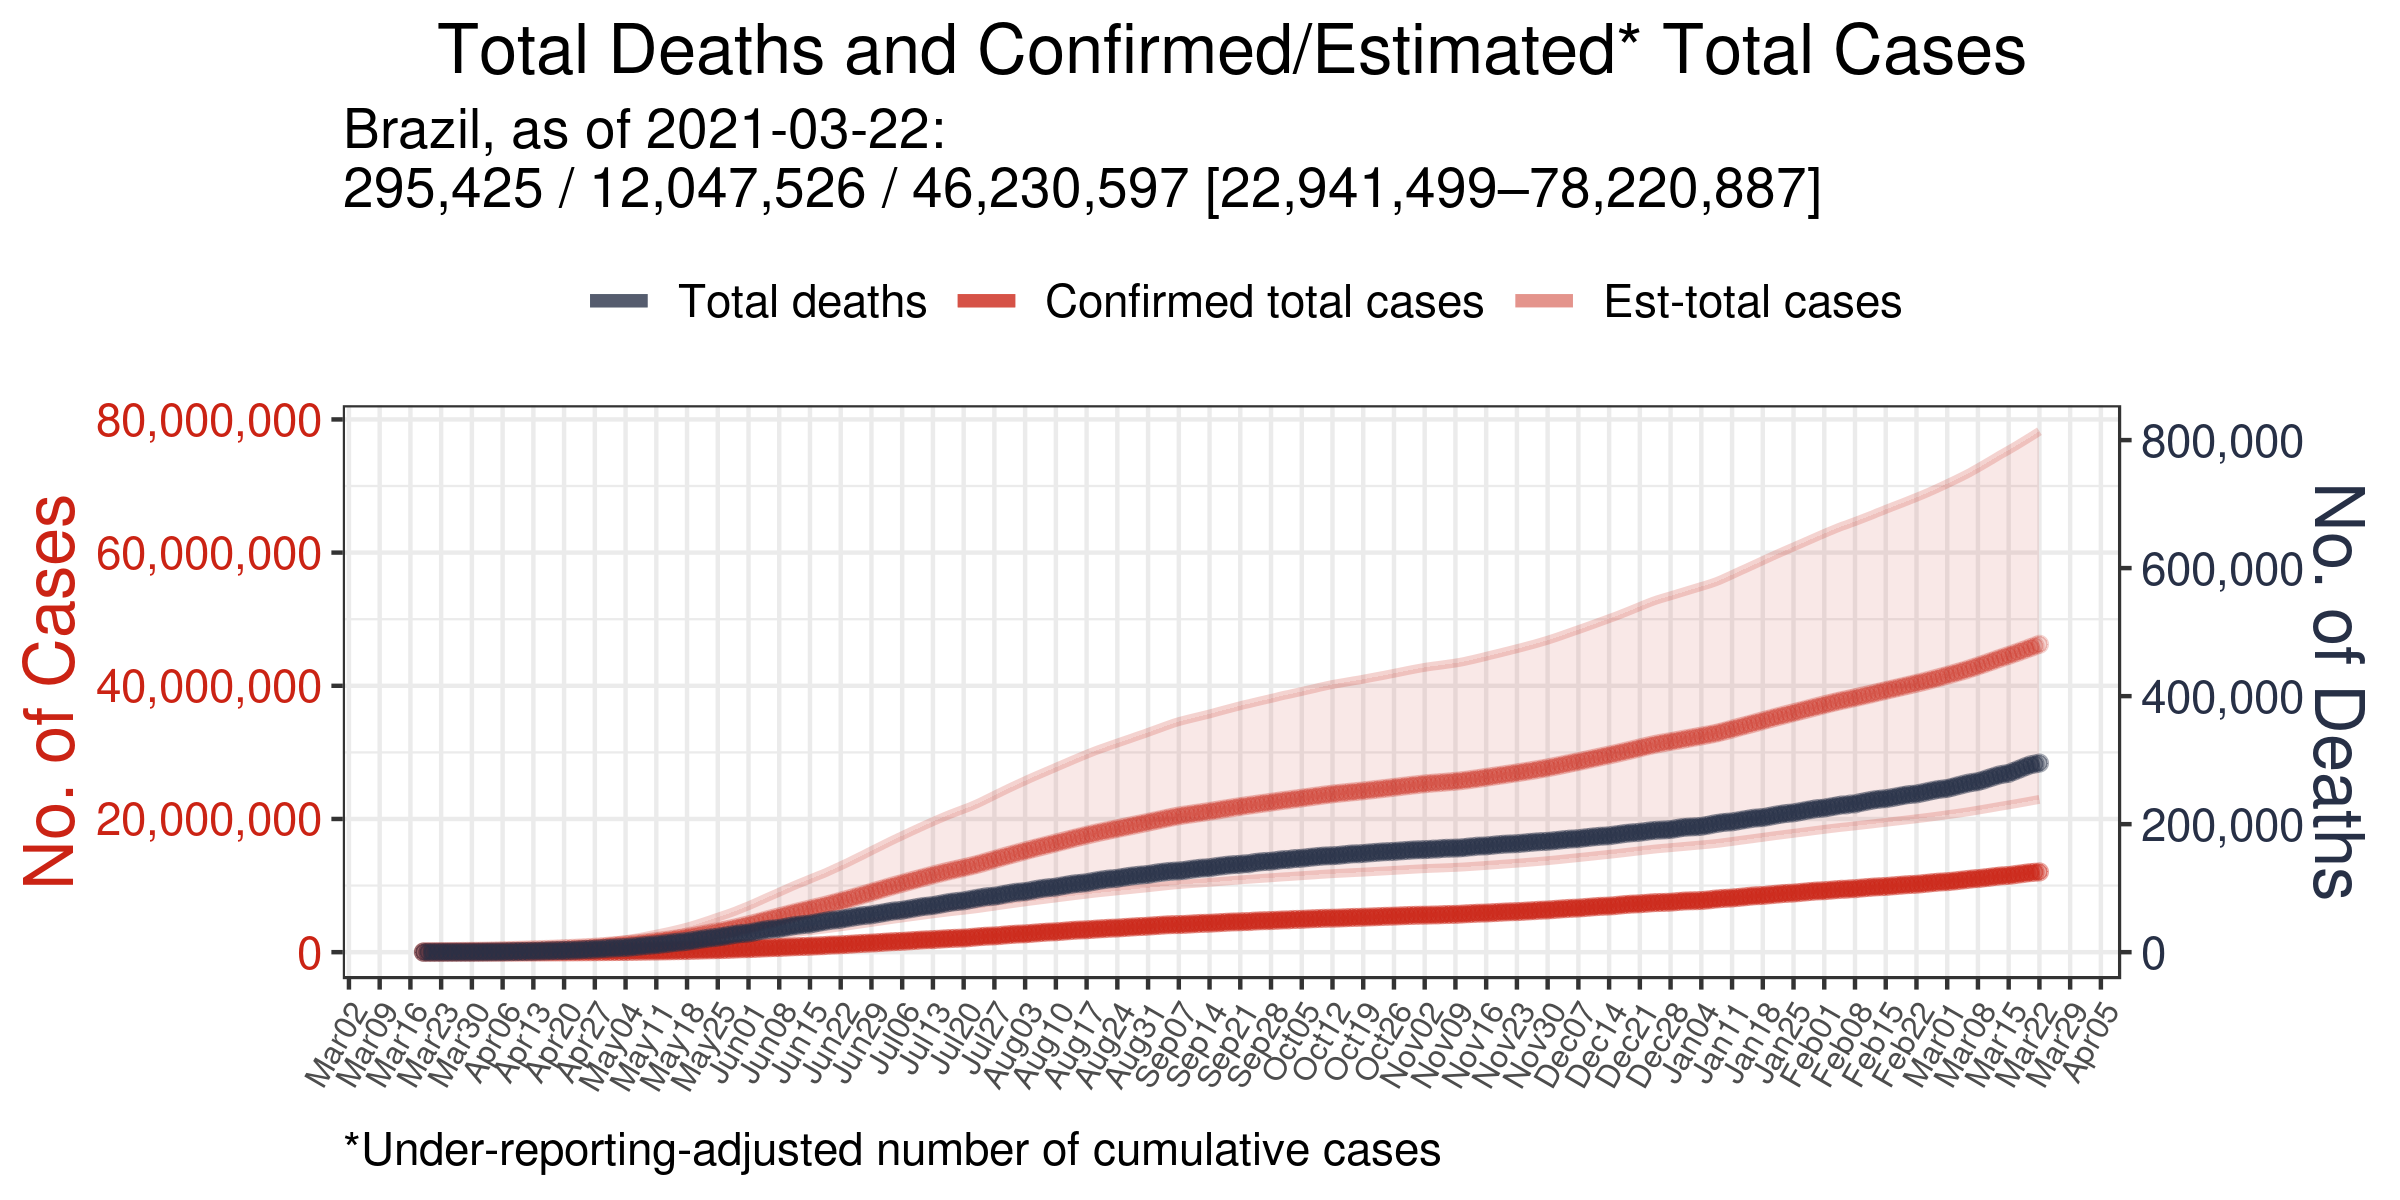 Total Deaths and Confirmed/Estimated* Total Cases
Brazil, as of 2021-03-22:
295,425 / 12,047,526 / 46,230,597 [22,941,499–78,220,887]
Total deaths
Confirmed total cases
Est-total cases
No. of Cases
80,000,000
60,000,000
40,000,000
20,000,000
0
800,000
600,000
400,000
200,000
0
No. of Deaths
Mar02
Mar09
Mar16
Mar23
Mar30
Apr06
Apr13
Apr20
Apr27
May04
May11
May18
May25
Jun01
Jun08
Jun15
Jun22
Jun29
Jul06
Jul13
Jul20
Jul27
Aug03
Aug10
Aug17
Aug24
Aug31
Sep07
Sep14
Sep21
Sep28
Oct05
Oct12
Oct19
Oct26
Nov02
Nov09
Nov16
Nov23
Nov30
Dec07
Dec14
Dec21
Dec28
Jan04
Jan11
Jan18
Jan25
Feb01
Feb08
Feb15
Feb22
Mar01
Mar08
Mar15
Mar22
Mar29
Apr05
*Under-reporting-adjusted number of cumulative cases